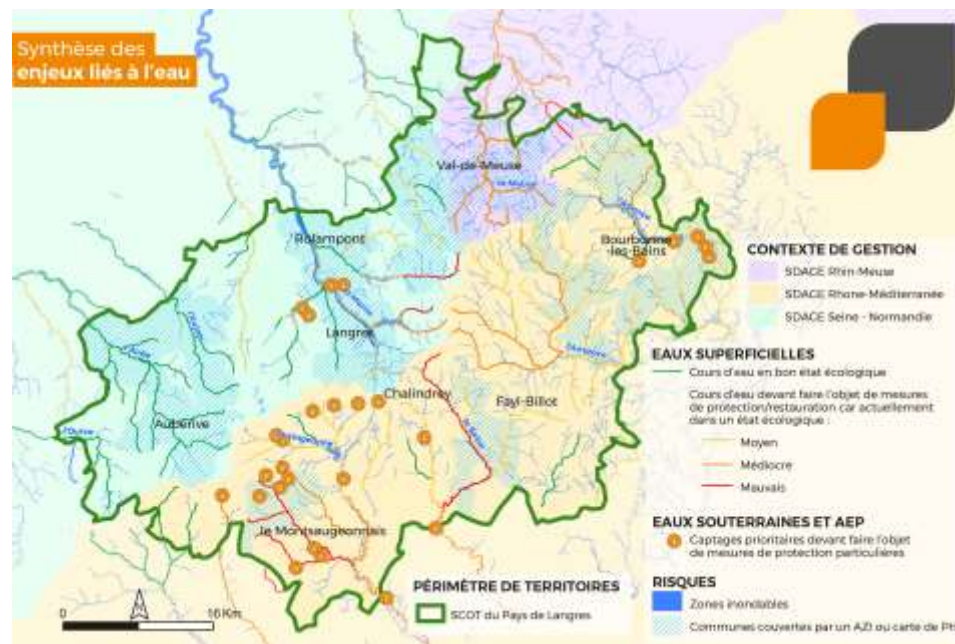 Synthèse des
enjeux liés à l'eau
Val-de-Meuse
la Meuse
Rolampont
Bourbonne
-les-Bains
Langres
Chalindrey
Fayl-Billot
Auberive
le Montsaugeonnais
CONTEXTE DE GESTION
SDAGE Rhin-Meuse
SDAGE Rhone-Méditerranée
SDAGE Seine - Normandie
EAUX SUPERFICIELLES
Cours d'eau en bon état écologique
Cours d'eau devant faire l'objet de mesures
de protection/restauration car actuellement
dans un état écologique :
Moyen
Médiocre
Mauvais
EAUX SOUTERRAINES ET AEP
Captages prioritaires devant faire l'objet
de mesures de protection particulières
RISQUES
Zones inondables
Communes couvertes par un AZI ou carte de
PÉRIMÈTRE DE TERRITOIRES
SCOT du Pays de Langres
0
16 Km